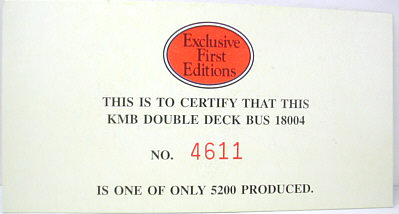 Exclusive
First
Editions
THIS IS TO CERTIFY THAT THIS
KMB DOUBLE DECK BUS 18004
NO. 4611
IS ONE OF ONLY 5200 PRODUCED.